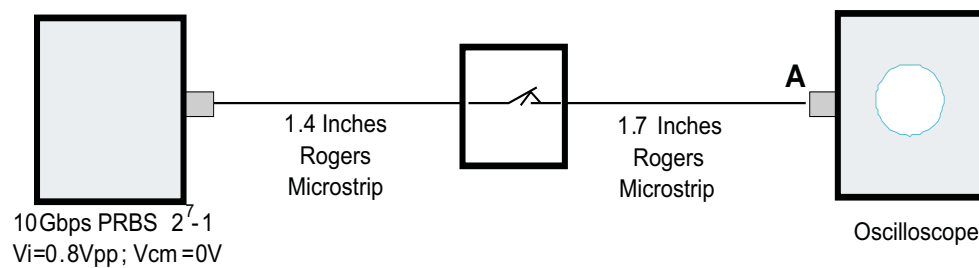 A
1.4 Inches
Rogers
Microstrip
1.7 Inches
Rogers
Microstrip
10Gbps PRBS 2^7-1
Vi=0.8Vpp; Vcm=0V
Oscilloscope